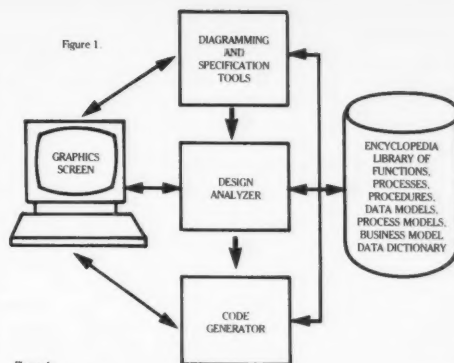 Figure 1.
DIAGRAMMING
AND
SPECIFICATION
TOOLS
GRAPHICS
SCREEN
DESIGN
ANALYZER
ENCYCLOPEDIA
LIBRARY OF
FUNCTIONS,
PROCESSES,
PROCEDURES,
DATA MODELS,
PROCESS MODELS,
BUSINESS MODEL
DATA DICTIONARY
CODE
GENERATOR